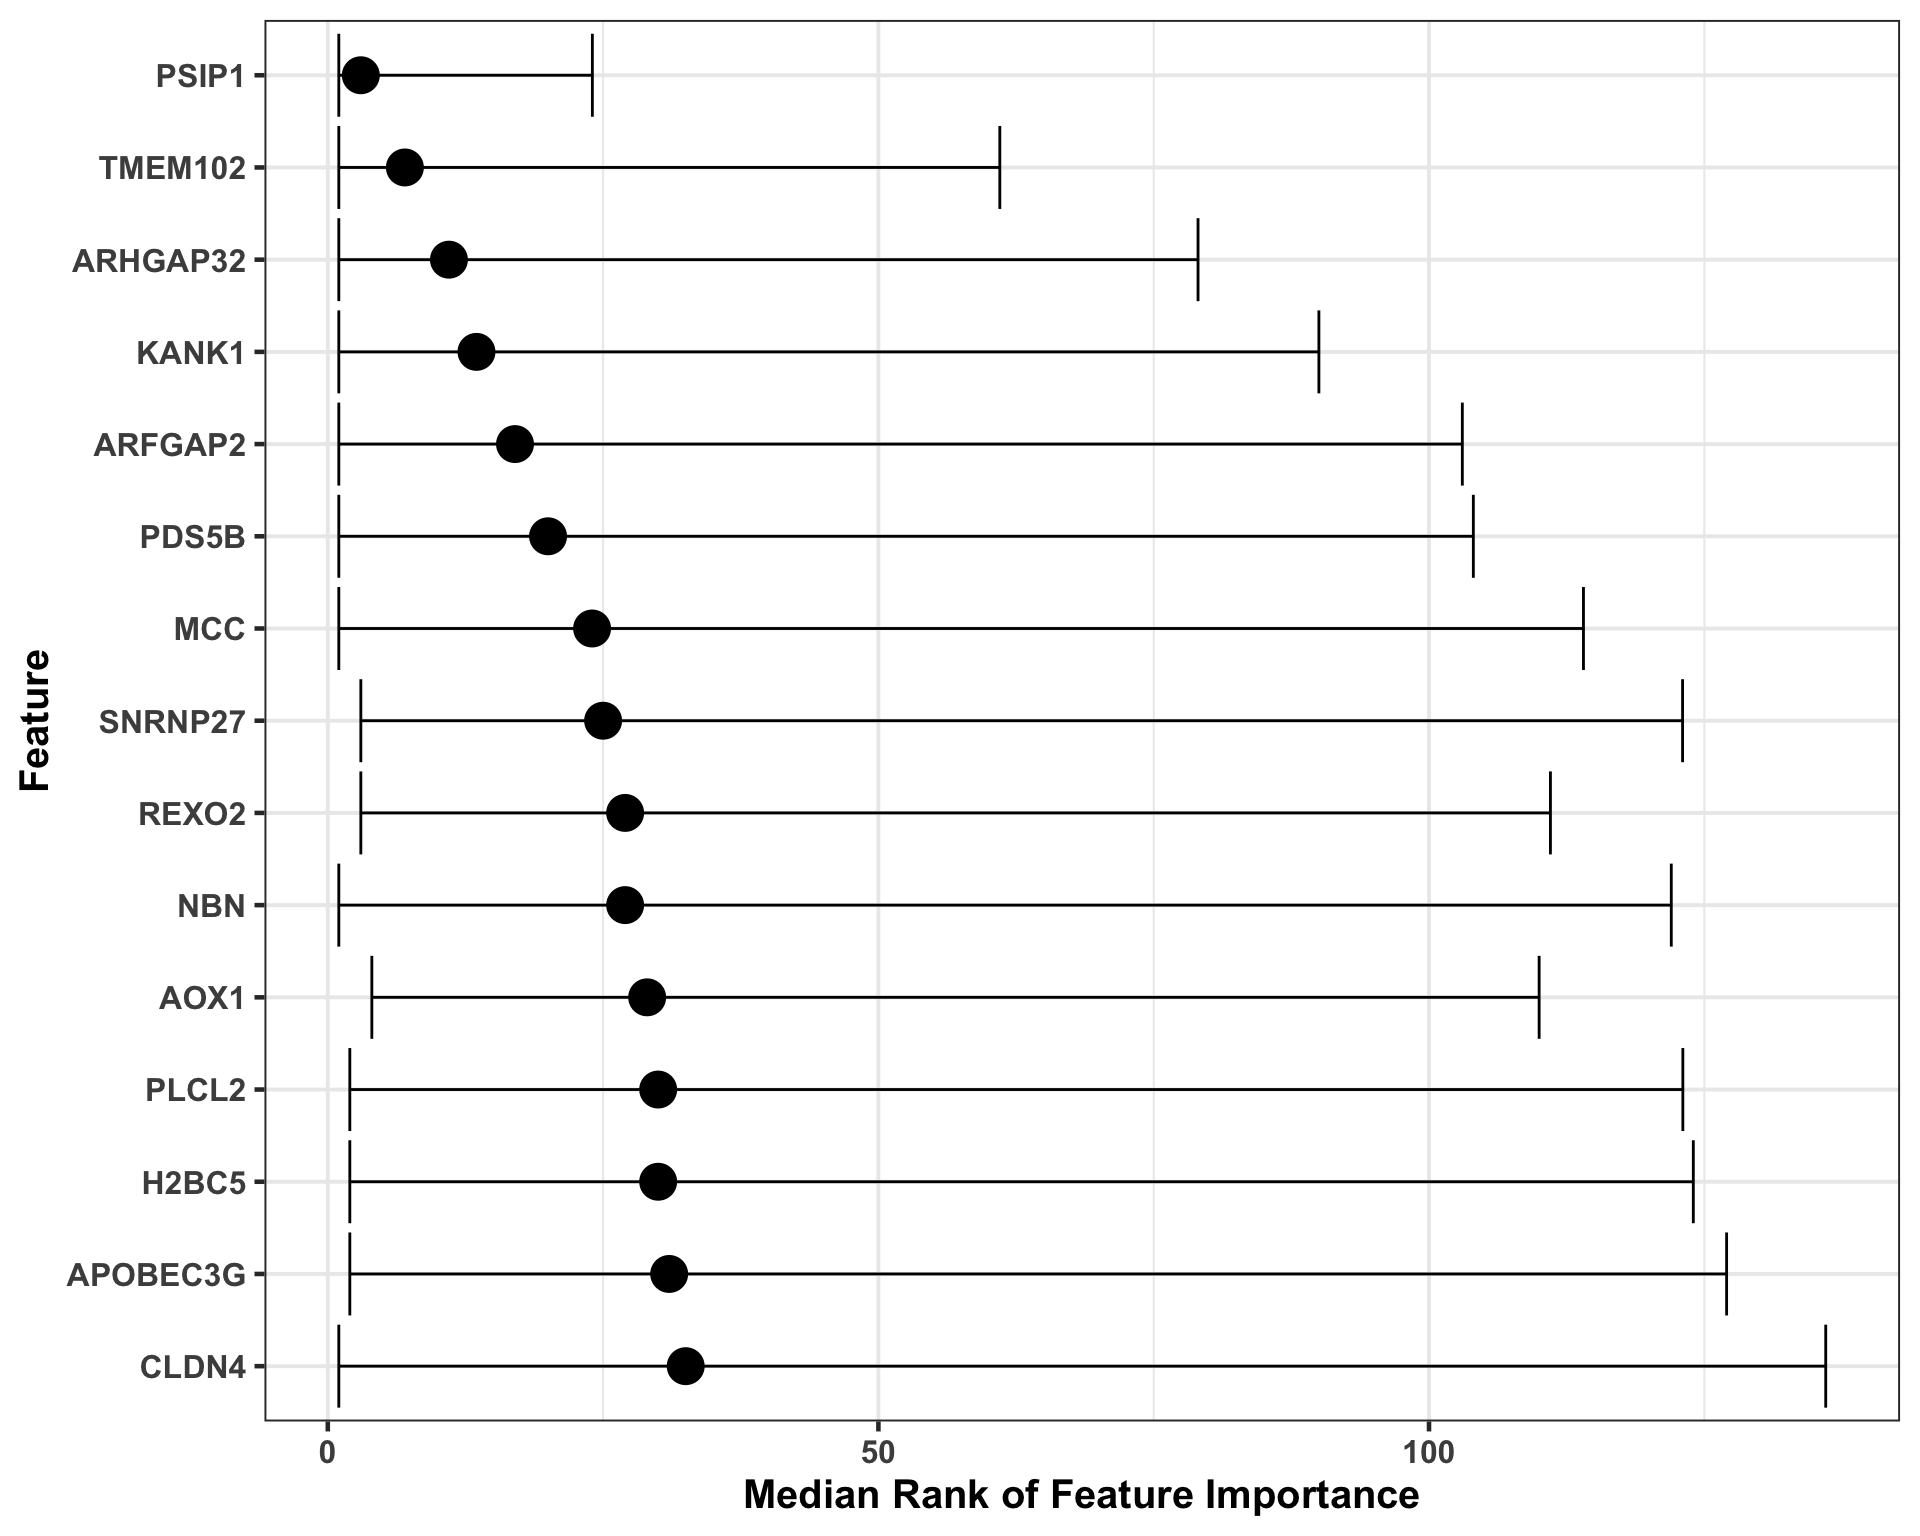 PSIP1
TMEM102
ARHGAP32
KANK1
ARFGAP2
PDS5B
MCC
SNRNP27
REXO2
NBN
AOX1
PLCL2
H2BC5
APOBEC3G
CLDN4
Feature
0 50 100
Median Rank of Feature Importance